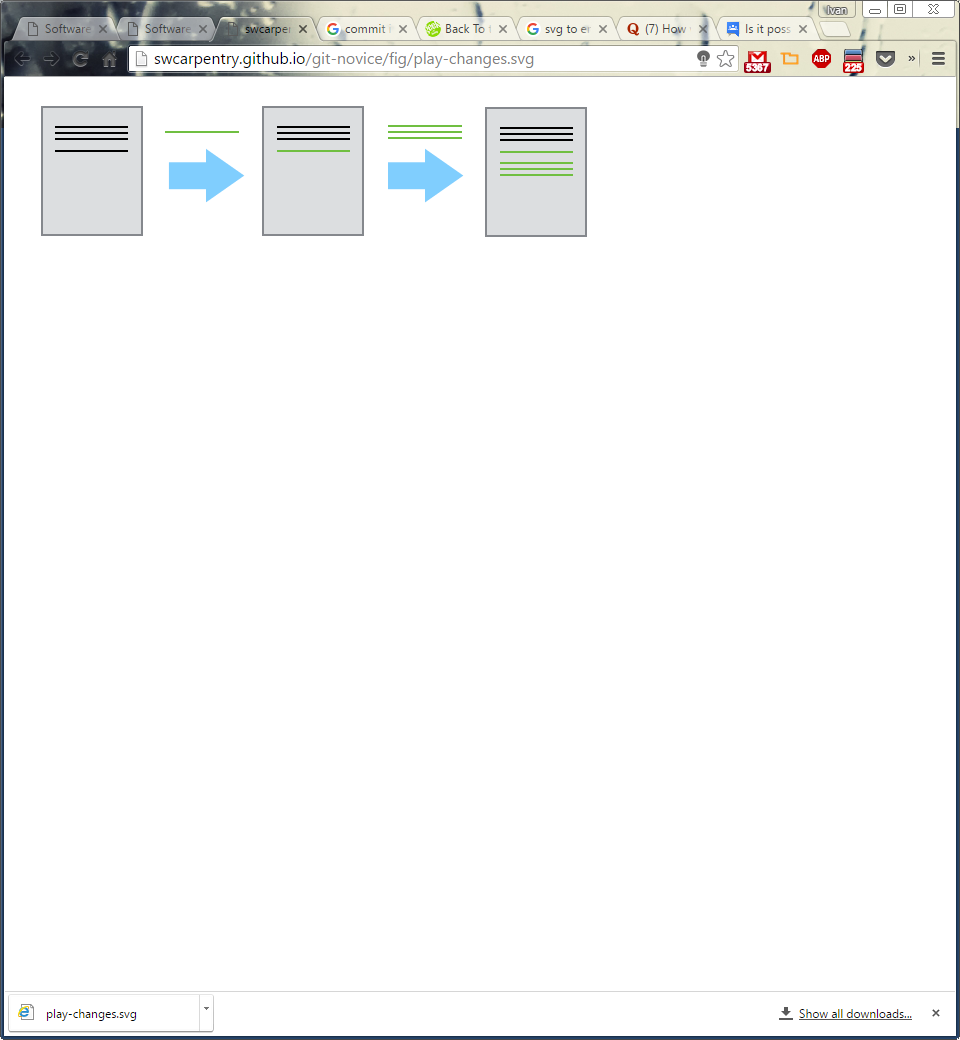 Ivan
Software
Software
swcarpen
commit
Back To
svg to e
(7) How
Is it poss
swcarpentry.github.io/git-novice/fig/play-changes.svg
5367
ABP
225
»
play-changes.svg
Show all downloads...